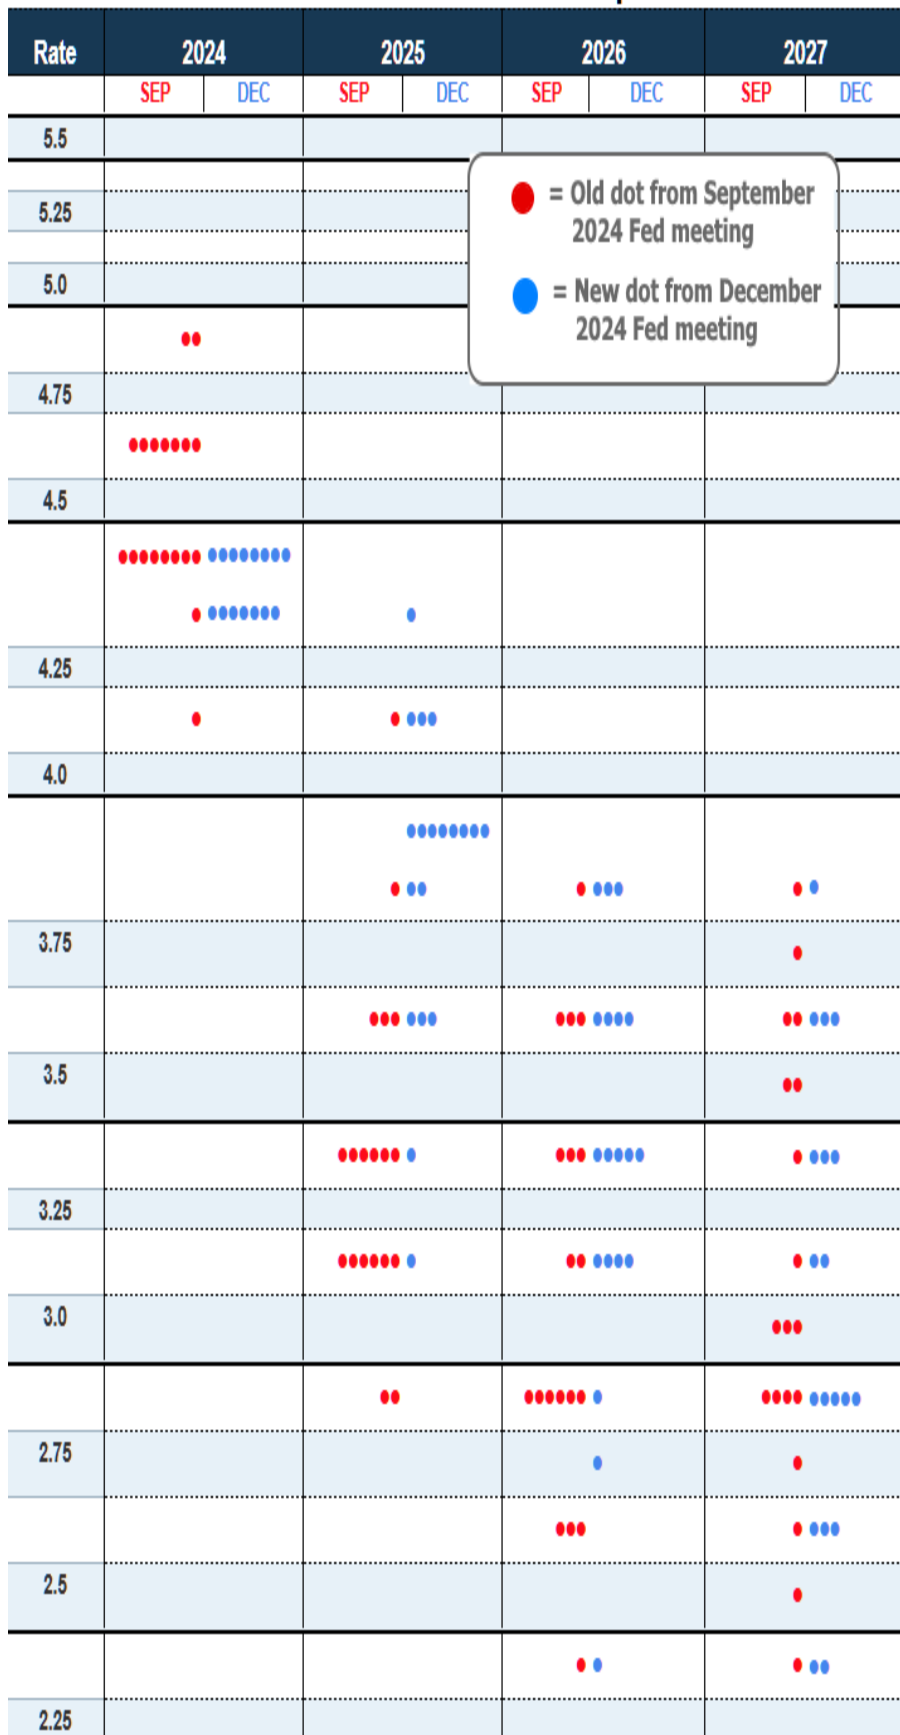 Rate 2024 2025 2026 2027
SEP DEC SEP DEC SEP DEC SEP DEC
5.5
= Old dot from September
2024 Fed meeting
5.25
5.0
= New dot from December
2024 Fed meeting
4.75
4.5
4.25
4.0
3.75
3.5
3.25
3.0
2.75
2.5
2.25